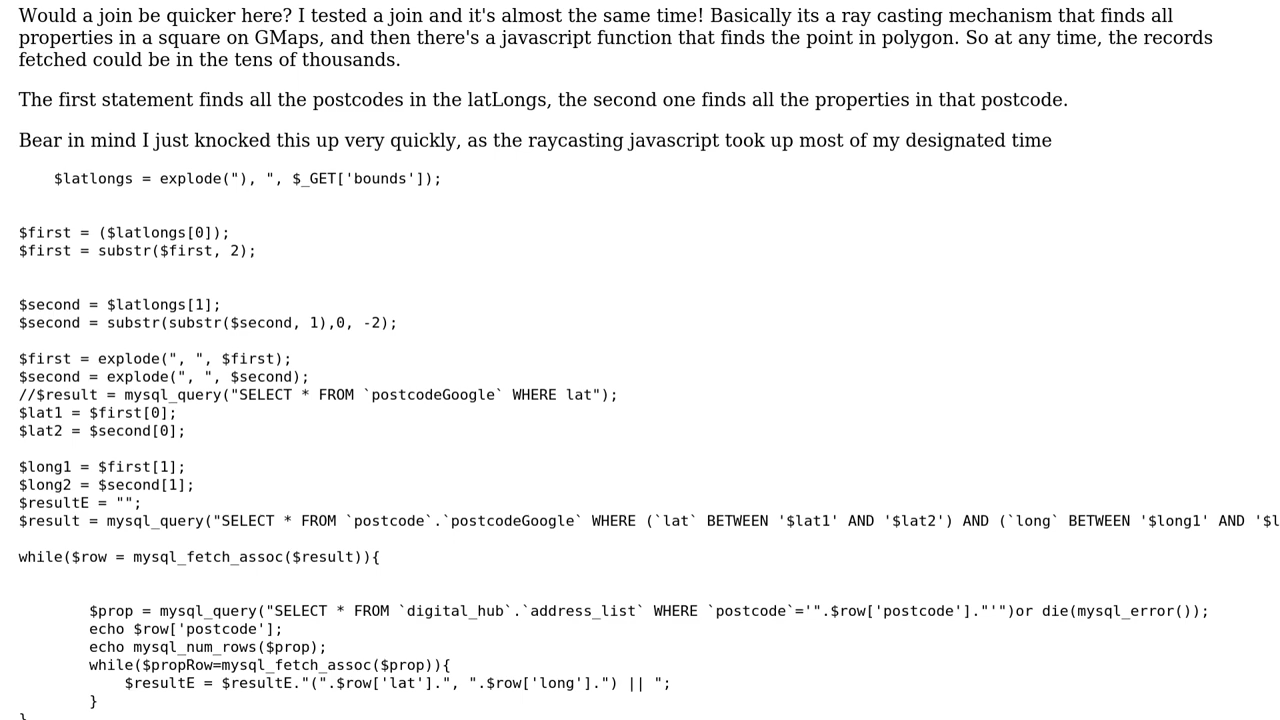 Would a join be quicker here? I tested a join and it's almost the same time! Basically its a ray casting mechanism that finds all
properties in a square on GMaps, and then there's a javascript function that finds the point in polygon. So at any time, the records
fetched could be in the tens of thousands.
The first statement finds all the postcodes in the latLongs, the second one finds all the properties in that postcode.
Bear in mind I just knocked this up very quickly, as the raycasting javascript took up most of my designated time
$latlongs = explode("), ", $_GET['bounds']);
$first = ($latlongs[0]);
$first = substr($first, 2);
$second = $latlongs[1];
$second = substr(substr($second, 1),0, -2);
$first = explode(", ", $first);
$second = explode(", ", $second);
//$result = mysql_query("SELECT * FROM `postcodeGoogle` WHERE lat");
$lat1 = $first[0];
$lat2 = $second[0];
$long1 = $first[1];
$long2 = $second[1];
$resultE = "";
$result = mysql_query("SELECT * FROM `postcode`.`postcodeGoogle` WHERE (`lat` BETWEEN '$lat1' AND '$lat2') AND (`long` BETWEEN '$long1' AND '$l
while($row = mysql_fetch_assoc($result)){
$prop = mysql_query("SELECT * FROM `digital_hub`.`address_list` WHERE `postcode`='".$row['postcode']."'")or die(mysql_error());
echo $row['postcode'];
echo mysql_num_rows($prop);
while($propRow=mysql_fetch_assoc($prop)){
$resultE = $resultE."(".$row['lat'].", ".$row['long'].") || ";
}
}